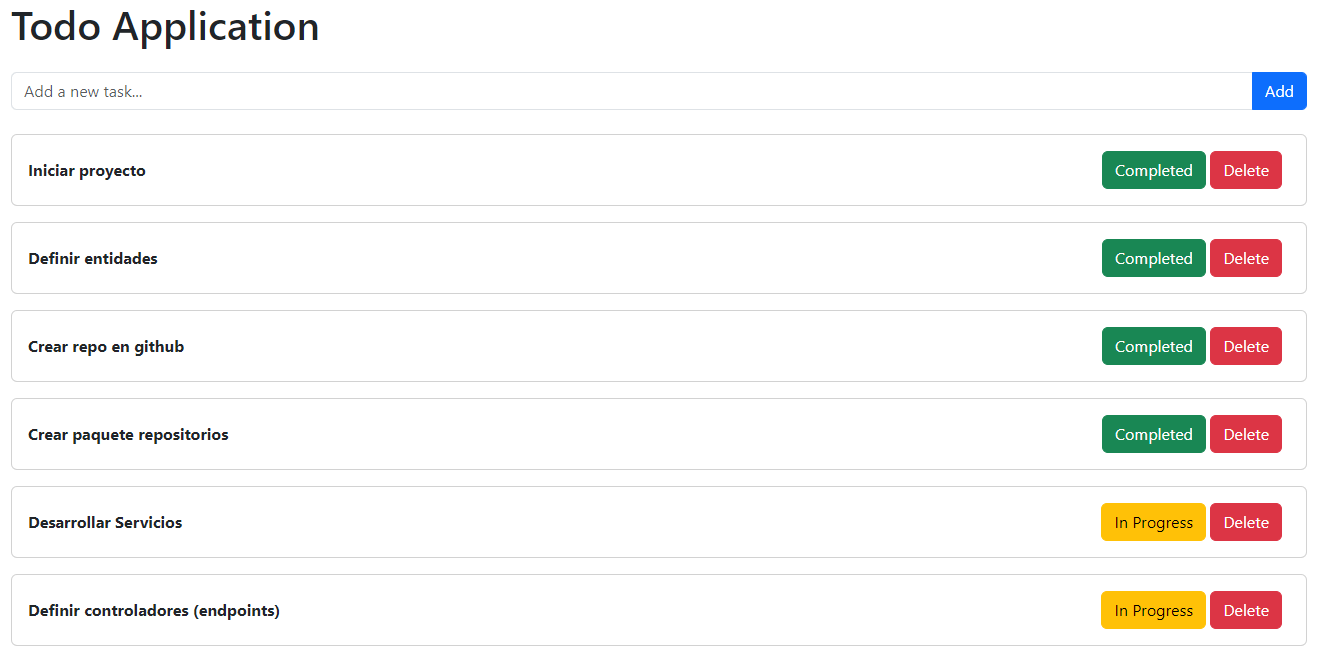 Todo Application
Add a new task...
Add
Iniciar proyecto
Completed
Delete
Definir entidades
Completed
Delete
Crear repo en github
Completed
Delete
Crear paquete repositorios
Completed
Delete
Desarrollar Servicios
In Progress
Delete
Definir controladores (endpoints)
In Progress
Delete